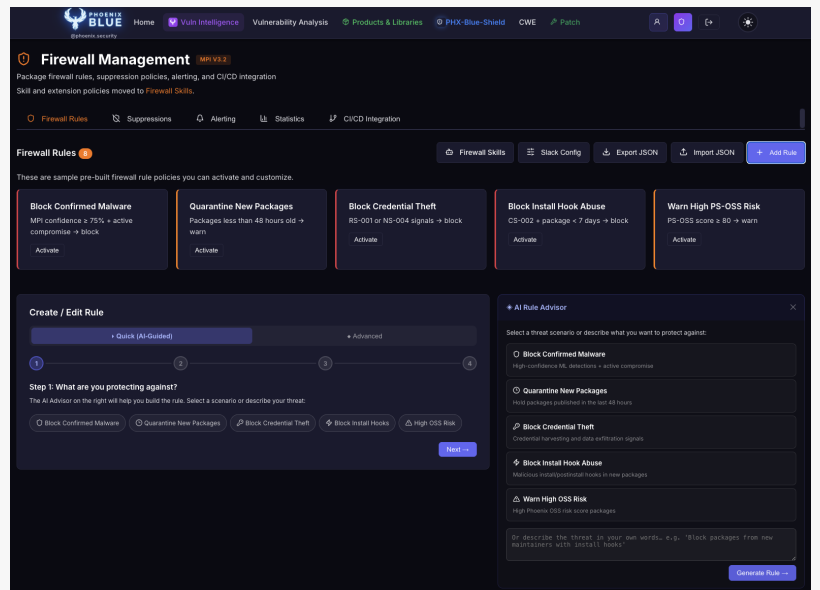 PHOENIX
BLUE
@phoenix.security
Home
Vuln Intelligence
Vulnerability Analysis
Products & Libraries
PHX-Blue-Shield
CWE
Patch
Firewall Management MPI V3.2
Package firewall rules, suppression policies, alerting, and CI/CD integration
Skill and extension policies moved to Firewall Skills.
Firewall Rules
Suppressions
Alerting
Statistics
CI/CD Integration
Firewall Rules 8
Firewall Skills
Slack Config
Export JSON
Import JSON
+ Add Rule
These are sample pre-built firewall rule policies you can activate and customize.
Block Confirmed Malware
MPI confidence ≥ 75% + active
compromise → block
Activate
Quarantine New Packages
Packages less than 48 hours old →
warn
Activate
Block Credential Theft
RS-001 or NS-004 signals → block
Activate
Block Install Hook Abuse
CS-002 + package < 7 days → block
Activate
Warn High PS-OSS Risk
PS-OSS score ≥ 80 → warn
Activate
Create / Edit Rule
Quick (AI-Guided)
Advanced
1
2
3
4
Step 1: What are you protecting against?
The AI Advisor on the right will help you build the rule. Select a scenario or describe your threat:
Block Confirmed Malware
Quarantine New Packages
Block Credential Theft
Block Install Hooks
High OSS Risk
Next →
AI Rule Advisor
Select a threat scenario or describe what you want to protect against:
Block Confirmed Malware
High-confidence ML detections + active compromise
Quarantine New Packages
Hold packages published in the last 48 hours
Block Credential Theft
Credential harvesting and data exfiltration signals
Block Install Hook Abuse
Malicious install/postinstall hooks in new packages
Warn High OSS Risk
High Phoenix OSS risk score packages
Or describe the threat in your own words… e.g. 'Block packages from new
maintainers with install hooks'
Generate Rule →